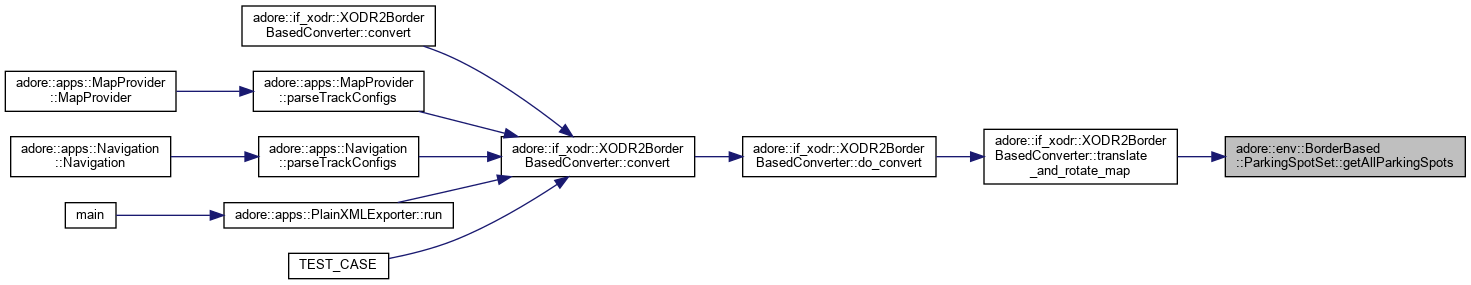 adore::if_xodr::XODR2Border
BasedConverter::convert
adore::apps::MapProvider
::MapProvider
adore::apps::MapProvider
::parseTrackConfigs
adore::apps::Navigation
::Navigation
adore::apps::Navigation
::parseTrackConfigs
main
adore::apps::PlainXMLExporter::run
TEST_CASE
adore::if_xodr::XODR2Border
BasedConverter::convert
adore::if_xodr::XODR2Border
BasedConverter::do_convert
adore::if_xodr::XODR2Border
BasedConverter::translate
_and_rotate_map
adore::env::BorderBased
::ParkingSpotSet::getAllParkingSpots